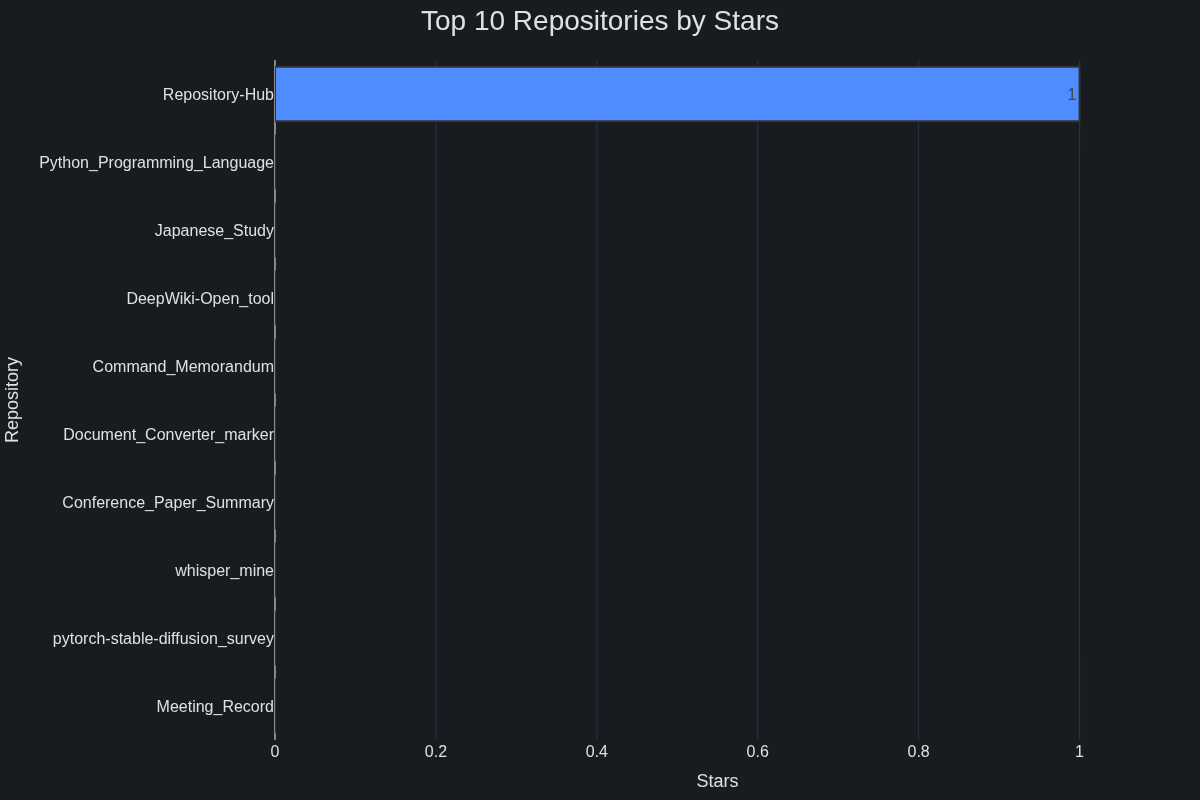 Top 10 Repositories by Stars
Repository-Hub
1
Python_Programming_Language
Japanese_Study
DeepWiki-Open_tool
Command_Memorandum
Repository
Document_Converter_marker
Conference_Paper_Summary
whisper_mine
pytorch-stable-diffusion_survey
Meeting_Record
0 0.2 0.4 0.6 0.8 1
Stars